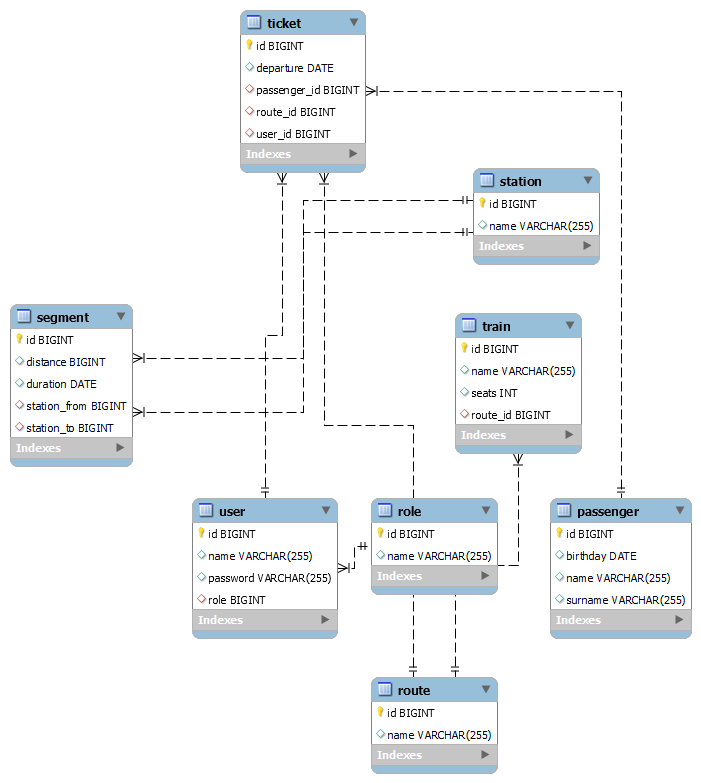 ticket
id BIGINT
departure DATE
passenger_id BIGINT
route_id BIGINT
user_id BIGINT
Indexes
station
id BIGINT
name VARCHAR(255)
Indexes
segment
id BIGINT
distance BIGINT
duration DATE
station_from BIGINT
station_to BIGINT
Indexes
train
id BIGINT
name VARCHAR(255)
seats INT
route_id BIGINT
Indexes
user
id BIGINT
name VARCHAR(255)
password VARCHAR(255)
role BIGINT
Indexes
role
id BIGINT
name VARCHAR(255)
Indexes
passenger
id BIGINT
birthday DATE
name VARCHAR(255)
surname VARCHAR(255)
Indexes
route
id BIGINT
name VARCHAR(255)
Indexes